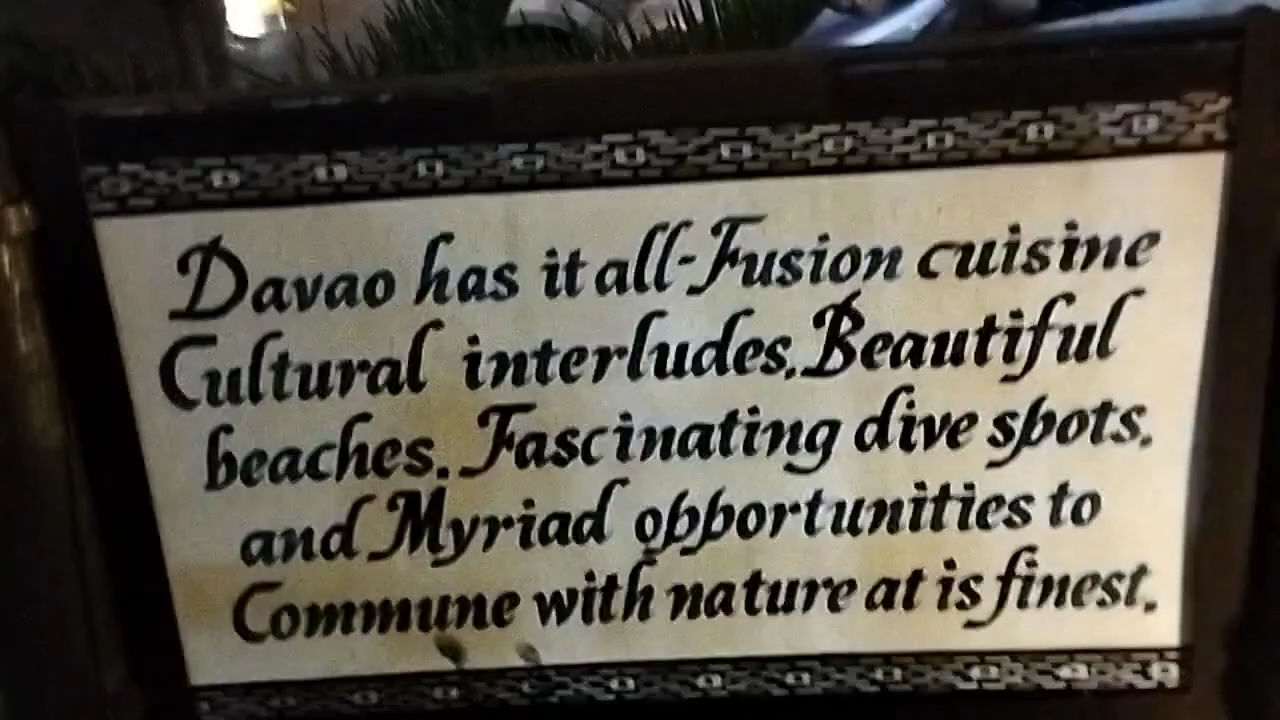 Davao has it all-Fusion cuisine
Cultural interludes.Beautiful
beaches. Fascinating dive spots.
and Myriad opportunities to
Commune with nature at is finest.